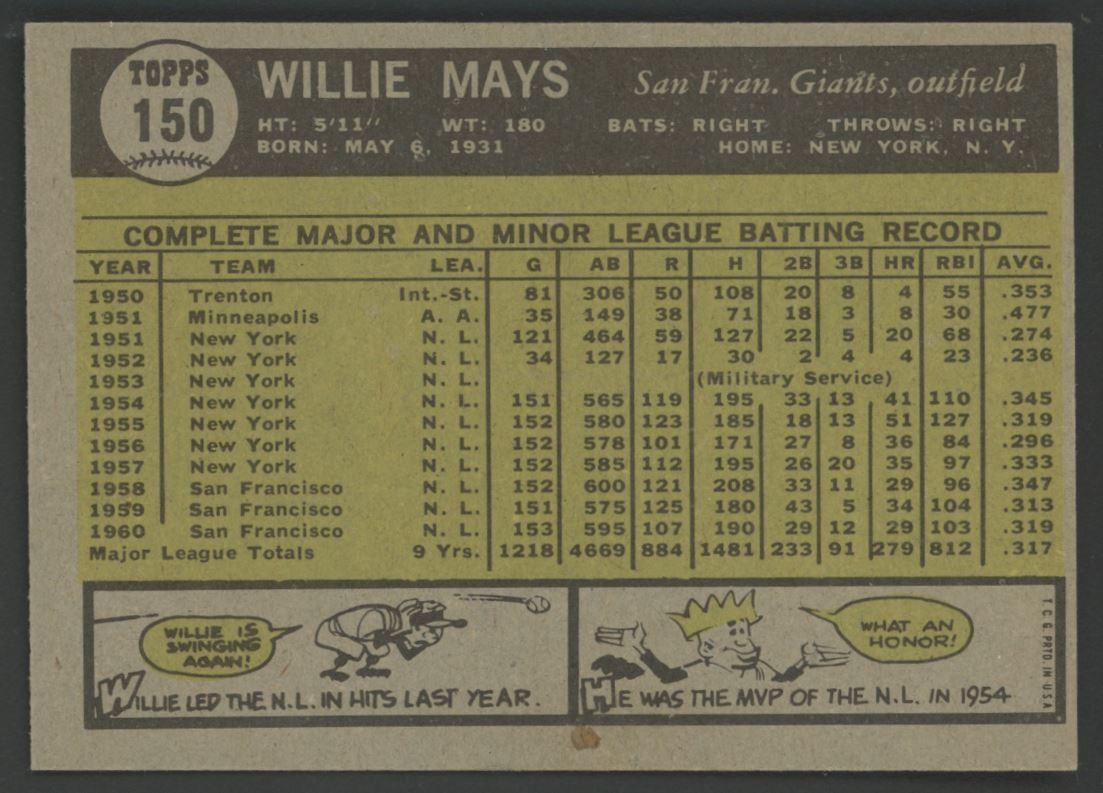 TOPPS
150
WILLIE MAYS San Fran. Giants, outfield
HT: 5'11" WT: 180 BATS: RIGHT THROWS: RIGHT
BORN: MAY 6, 1931 HOME: NEW YORK, N. Y.
COMPLETE MAJOR AND MINOR LEAGUE BATTING RECORD
YEAR TEAM LEA. G AB R H 2B 3B HR RBI AVG.
1950 Trenton Int.-St. 81 306 50 108 20 8 4 55 .353
1951 Minneapolis A. A. 35 149 38 71 18 3 8 30 .477
1951 New York N. L. 121 464 59 127 22 5 20 68 .274
1952 New York N. L. 34 127 17 30 2 4 4 23 .236
1953 New York N. L. (Military Service)
1954 New York N. L. 151 565 119 195 33 13 41 110 .345
1955 New York N. L. 152 580 123 185 18 13 51 127 .319
1956 New York N. L. 152 578 101 171 27 8 36 84 .296
1957 New York N. L. 152 585 112 195 26 20 35 97 .333
1958 San Francisco N. L. 152 600 121 208 33 11 29 96 .347
1959 San Francisco N. L. 151 575 125 180 43 5 34 104 .313
1960 San Francisco N. L. 153 595 107 190 29 12 29 103 .319
Major League Totals 9 Yrs. 1218 4669 884 1481 233 91 279 812 .317
WILLIE IS
SWINGING
AGAIN!
WILLIE LED THE N.L. IN HITS LAST YEAR.
WHAT AN
HONOR!
HE WAS THE MVP OF THE N.L. IN 1954
T.C.G. PRTD. IN U.S.A.